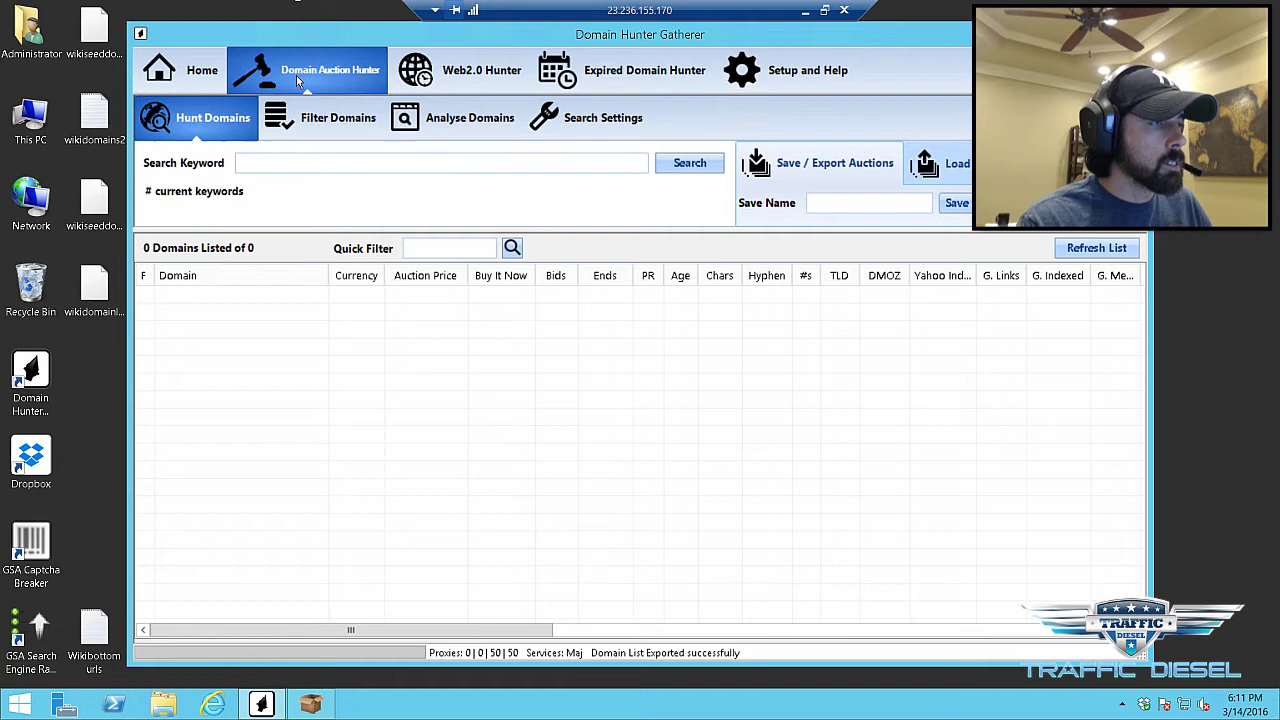 23.236.155.170
Domain Hunter Gatherer
Home
Domain Auction Hunter
Web2.0 Hunter
Expired Domain Hunter
Setup and Help
Hunt Domains
Filter Domains
Analyse Domains
Search Settings
Search Keyword
Search
Save / Export Auctions
Load
# current keywords
Save Name
Save
0 Domains Listed of 0
Quick Filter
Refresh List
F Domain Currency Auction Price Buy It Now Bids Ends PR Age Chars Hyphen #s TLD DMOZ Yahoo Ind... G. Links G. Indexed G. Me...
Proxies: 0| 0| 50| 50 Services: Maj Domain List Exported successfully
Administrator
wikiseeddo...
This PC
wikidomains2
Network
wikiseeddo...
Recycle Bin
wikidomainl...
Domain
Hunter...
Dropbox
GSA Captcha
Breaker
GSA Search
Engine Ra...
Wikibottom
urls
TRAFFIC
DIESEL
TRAFFIC DIESEL
6:11 PM
3/14/2016